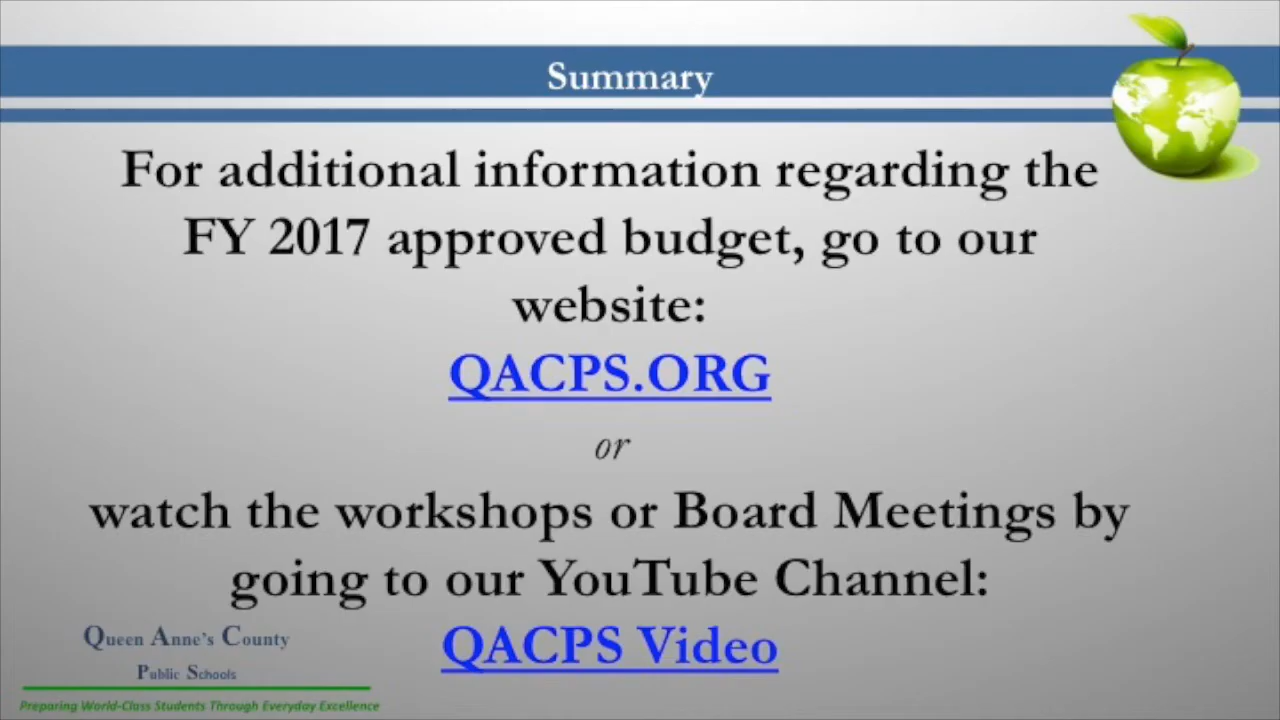 Summary
For additional information regarding the
FY 2017 approved budget, go to our
website:
QACPS.ORG
or
watch the workshops or Board Meetings by
going to our YouTube Channel:
QACPS Video
Queen Anne's County
Public Schools
Preparing World-Class Students Through Everyday Excellence